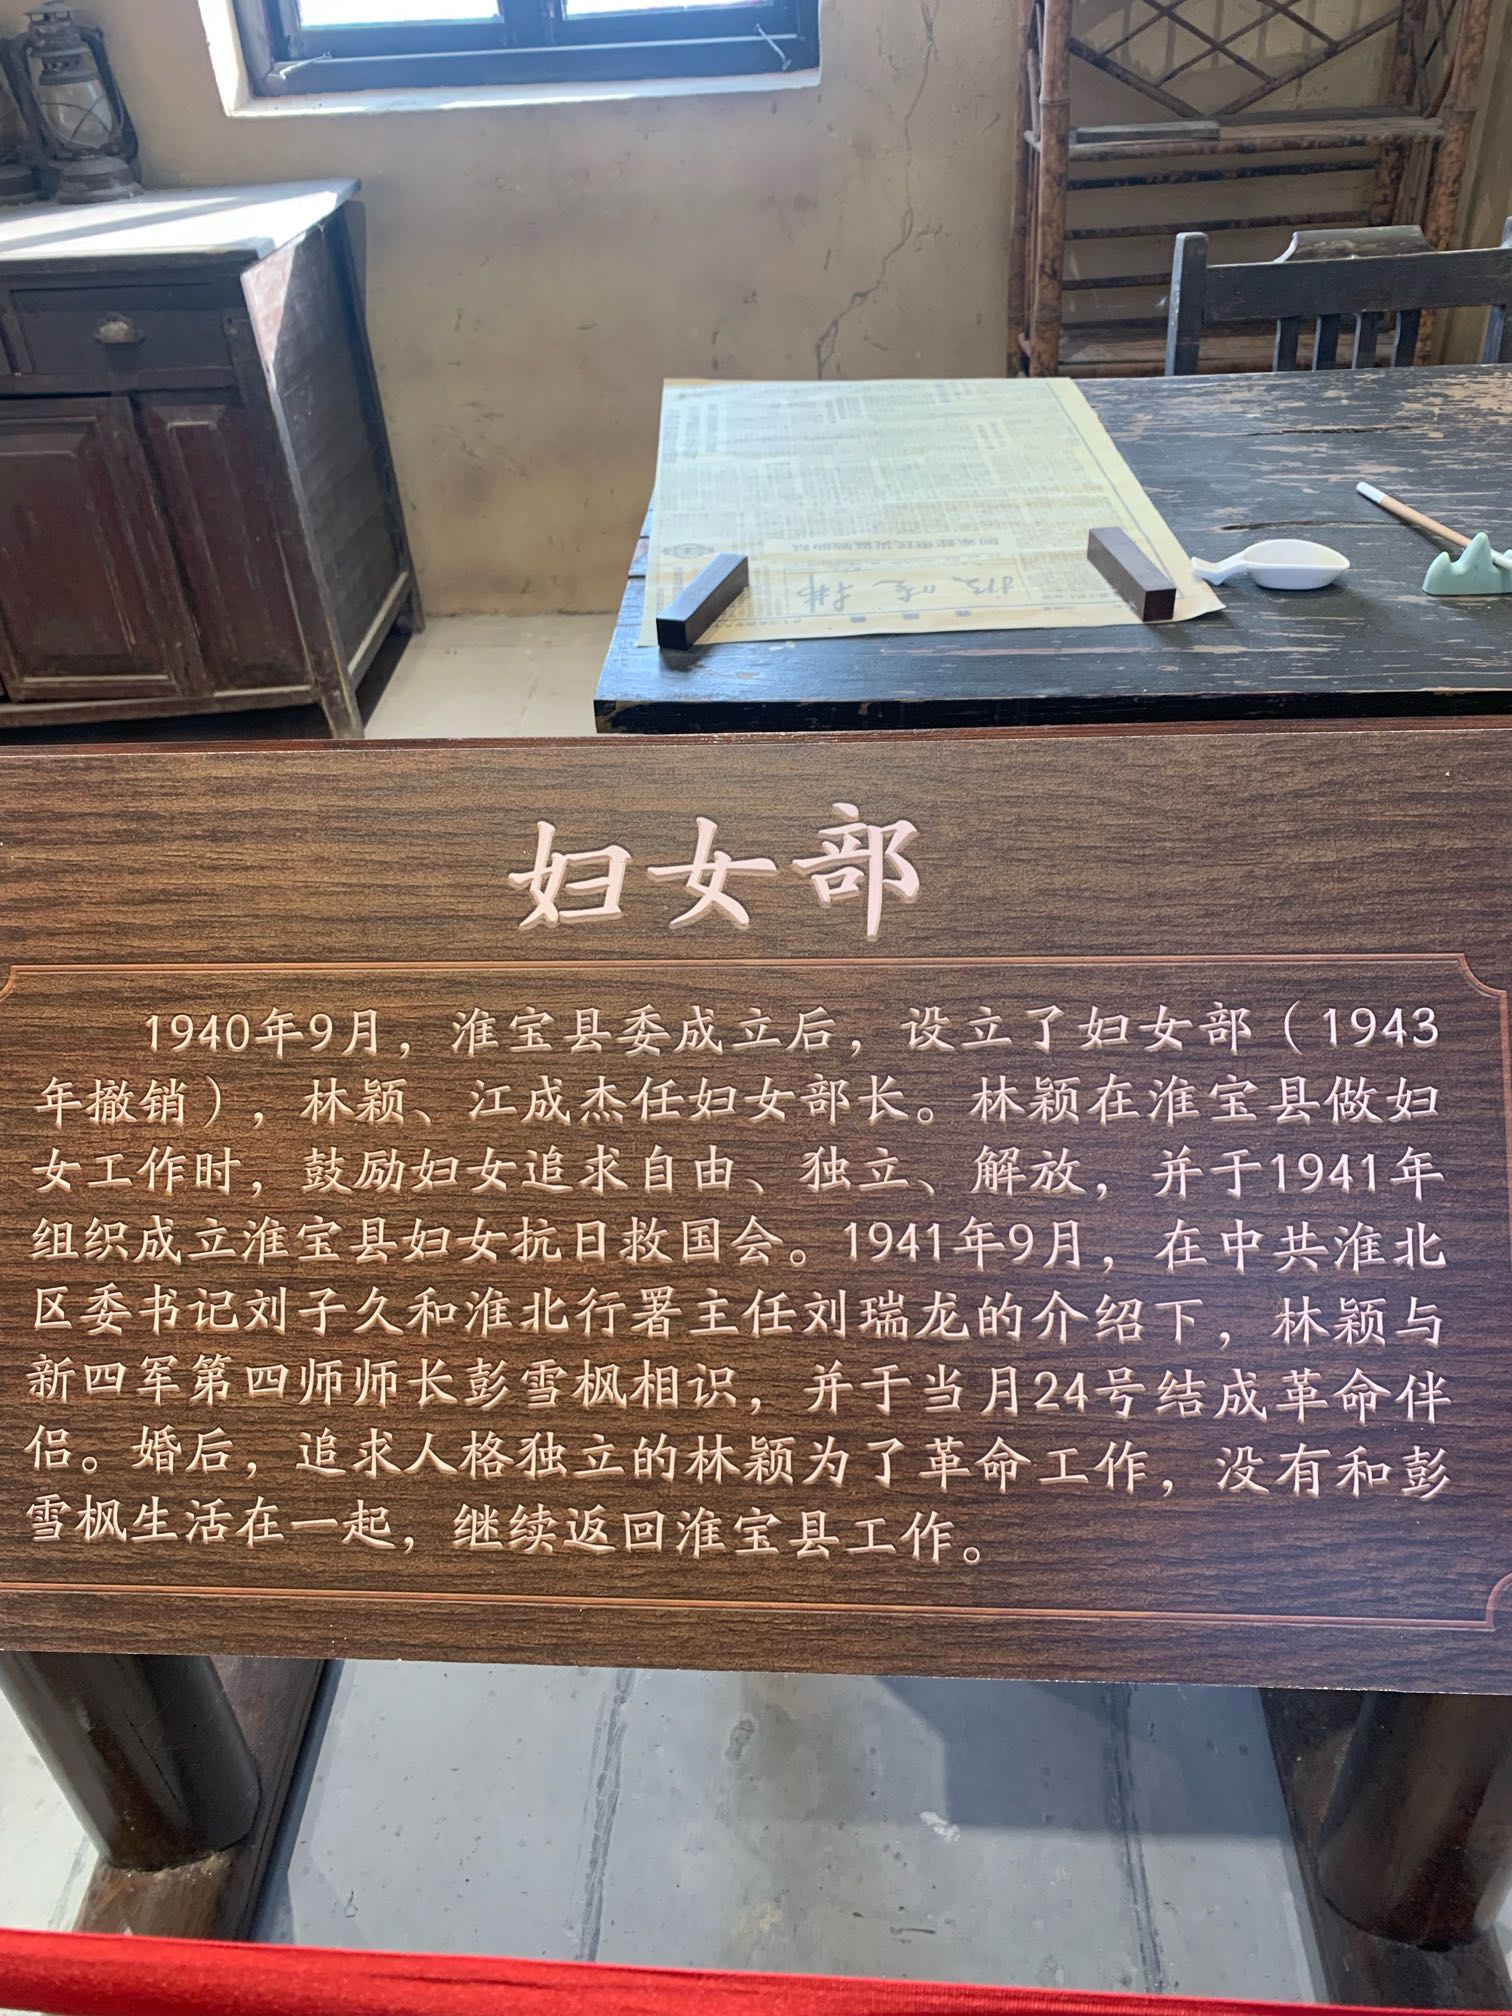 妇女部
1940年9月，淮宝县委成立后，设立了妇女部（1943
年撤销），林颖、江成杰任妇女部长。林颖在淮宝县做妇
女工作时，鼓励妇女追求自由、独立、解放，并于1941年
组织成立淮宝县妇女抗日救国会。1941年9月，在中共淮北
区委书记刘子久和淮北行署主任刘瑞龙的介绍下，林颖与
新四军第四师师长彭雪枫相识，并于当月24号结成革命伴
侣。婚后，追求人格独立的林颖为了革命工作，没有和彭
雪枫生活在一起，继续返回淮宝县工作。